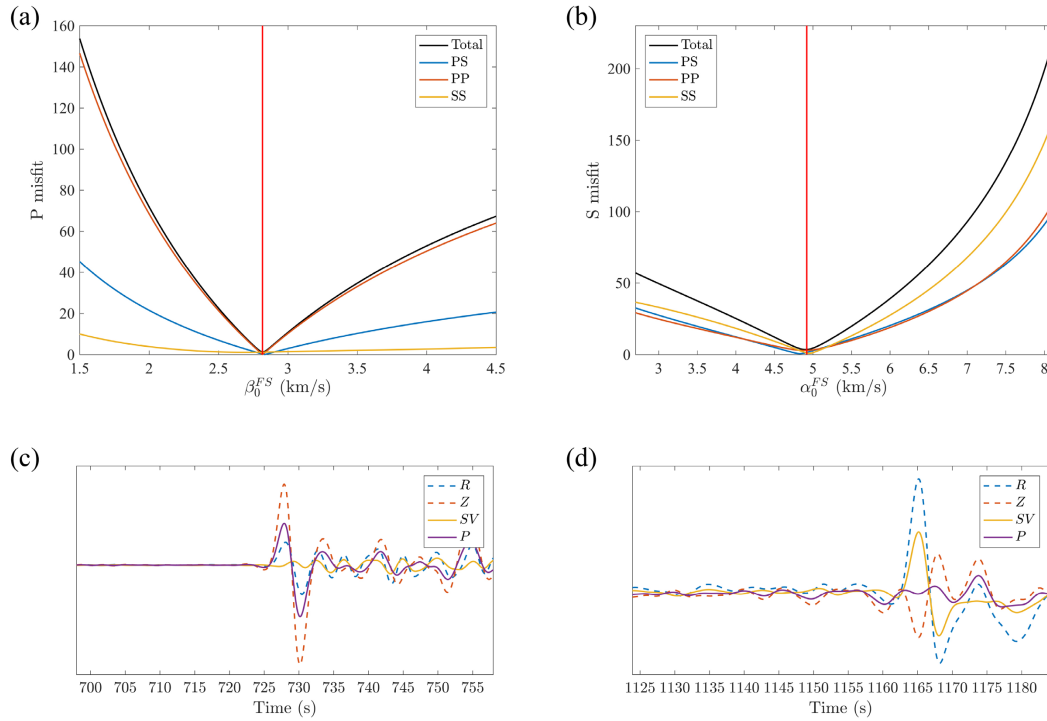 (a)
160
140
120
100
80
60
40
20
0
P misfit
1.5 2 2.5 3 3.5 4 4.5
β₀^{FS} (km/s)
Total
PS
PP
SS
(b)
200
150
100
50
0
S misfit
3 3.5 4 4.5 5 5.5 6 6.5 7 7.5 8
α₀^{FS} (km/s)
Total
PS
PP
SS
(c)
R
Z
SV
P
700 705 710 715 720 725 730 735 740 745 750 755
Time (s)
(d)
R
Z
SV
P
1125 1130 1135 1140 1145 1150 1155 1160 1165 1170 1175 1180
Time (s)